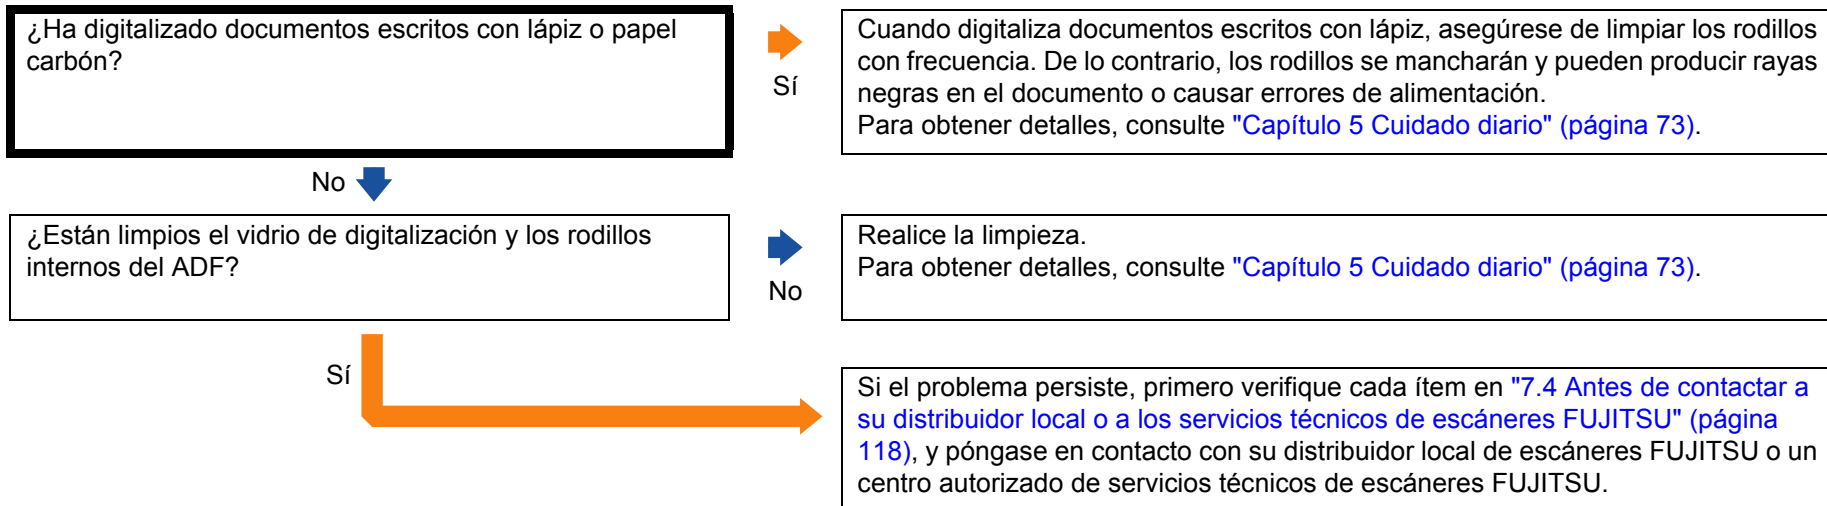 ¿Ha digitalizado documentos escritos con lápiz o papel
carbón?
Sí
Cuando digitaliza documentos escritos con lápiz, asegúrese de limpiar los rodillos
con frecuencia. De lo contrario, los rodillos se mancharán y pueden producir rayas
negras en el documento o causar errores de alimentación.
Para obtener detalles, consulte "Capítulo 5 Cuidado diario" (página 73).
No
¿Están limpios el vidrio de digitalización y los rodillos
internos del ADF?
No
Realice la limpieza.
Para obtener detalles, consulte "Capítulo 5 Cuidado diario" (página 73).
Sí
Si el problema persiste, primero verifique cada ítem en "7.4 Antes de contactar a
su distribuidor local o a los servicios técnicos de escáneres FUJITSU" (página
118), y póngase en contacto con su distribuidor local de escáneres FUJITSU o un
centro autorizado de servicios técnicos de escáneres FUJITSU.